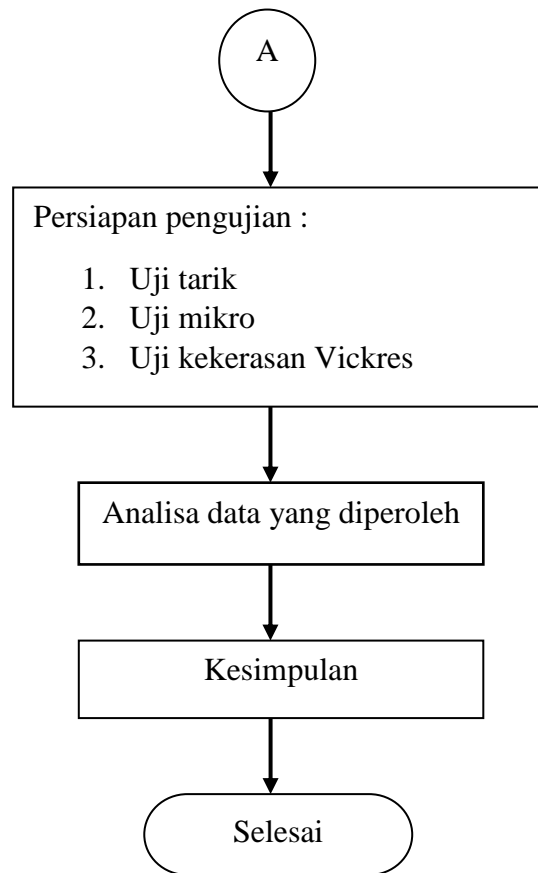 A
Persiapan pengujian :
1. Uji tarik
2. Uji mikro
3. Uji kekerasan Vickres
Analisa data yang diperoleh
Kesimpulan
Selesai